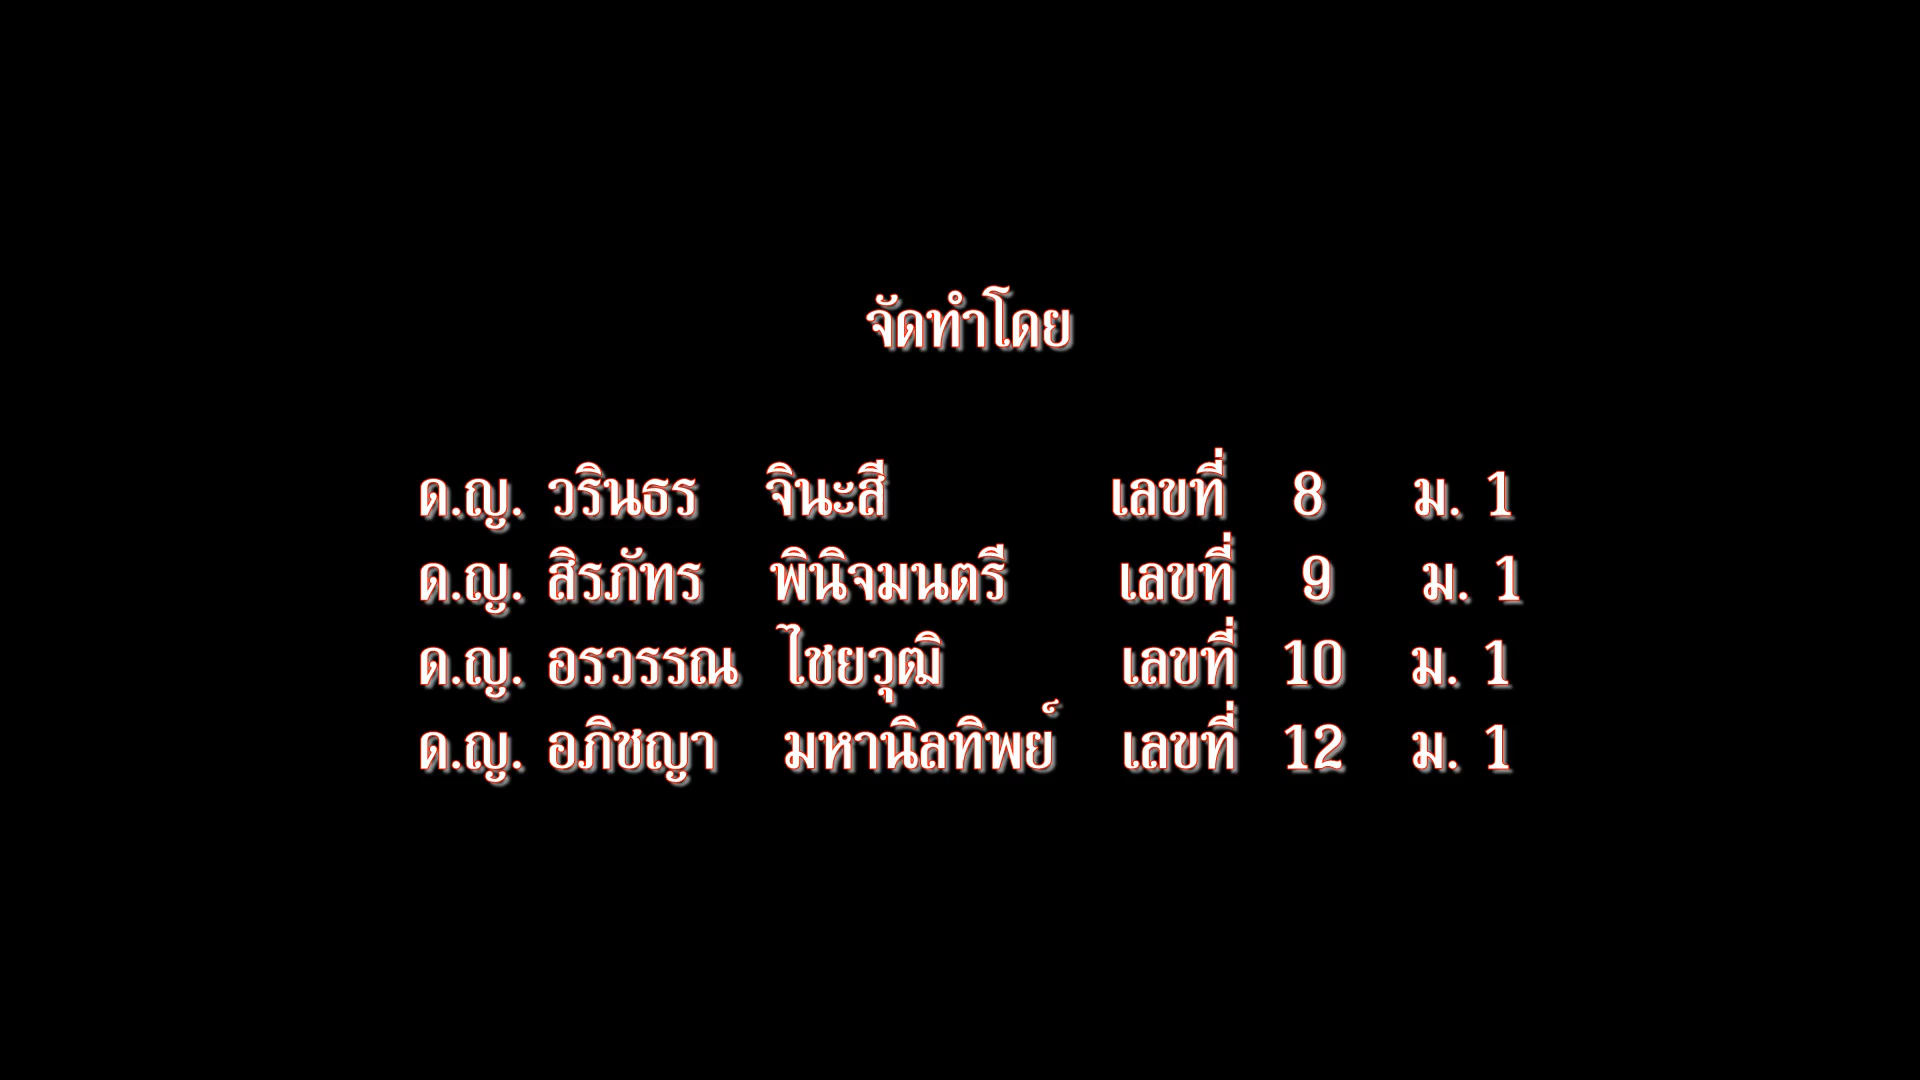 จัดทำโดย
ด.ญ. วรินธร จินะสี เลขที่ 8 ม. 1
ด.ญ. สิรภัทร พินิจมนตรี เลขที่ 9 ม. 1
ด.ญ. อรวรรณ ไชยวุฒิ เลขที่ 10 ม. 1
ด.ญ. อภิชญา มหานิลทิพย์ เลขที่ 12 ม. 1